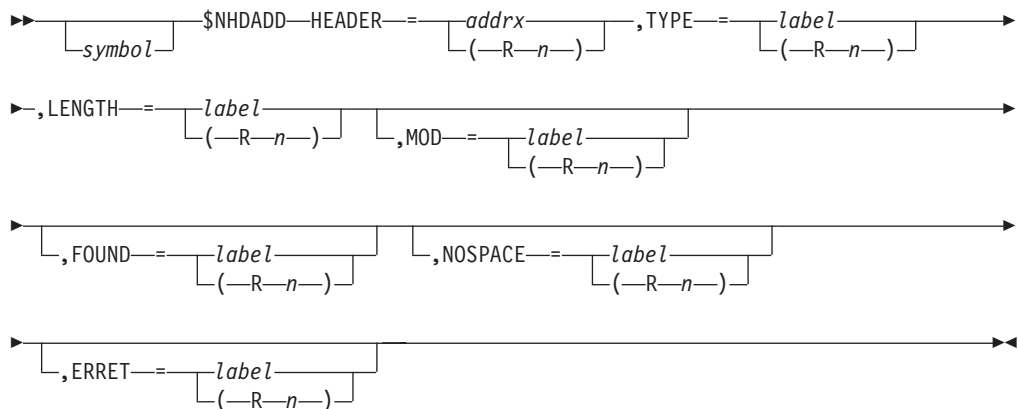 $NHDADD HEADER = addrx ,TYPE = label
symbol (R n) (R n)
,LENGTH = label
(R n) ,MOD = label
(R n)
,FOUND = label ,NOSPACE = label
(R n) (R n)
,ERRET = label
(R n)